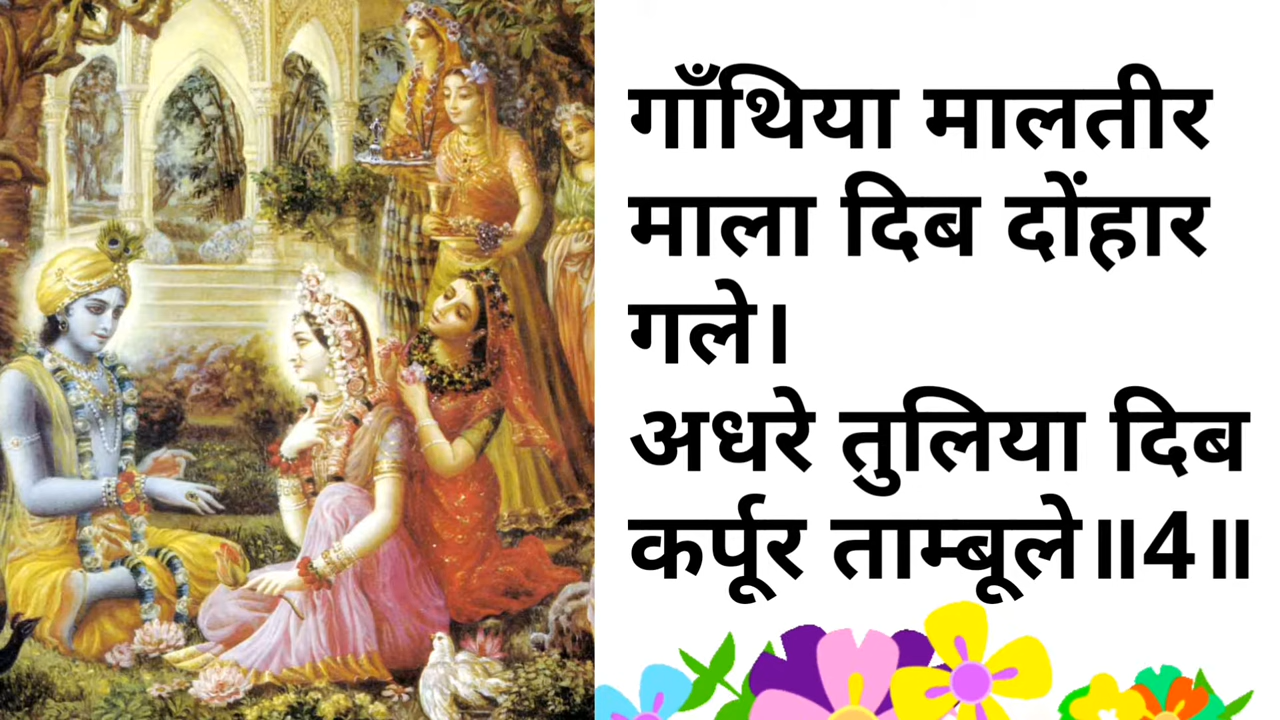 गाँथिया मालतीर
माला दिब दोंहार
गले।
अधरे तुलिया दिब
कर्पूर ताम्बूले॥4॥